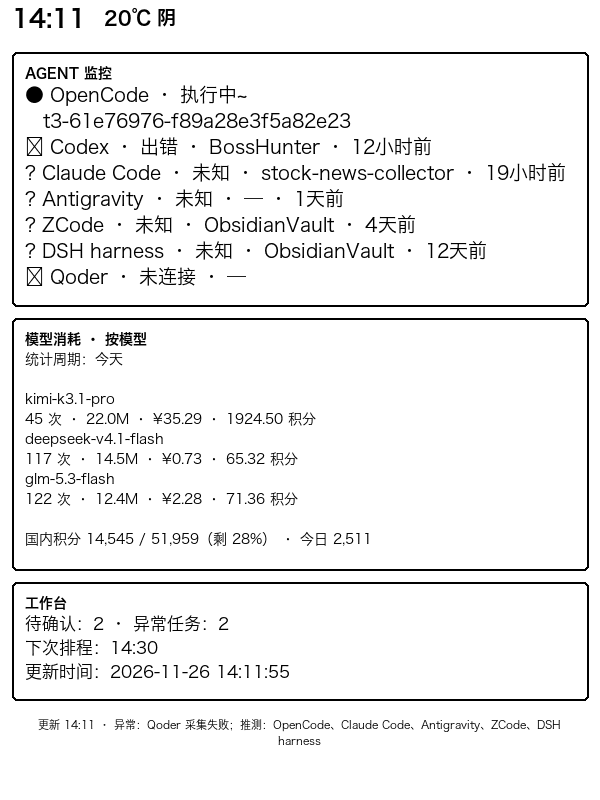 14:11 20℃ 阴
AGENT 监控
● OpenCode · 执行中~
t3-61e76976-f89a28e3f5a82e23
☒ Codex · 出错 · BossHunter · 12小时前
? Claude Code · 未知 · stock-news-collector · 19小时前
? Antigravity · 未知 · — · 1天前
? ZCode · 未知 · ObsidianVault · 4天前
? DSH harness · 未知 · ObsidianVault · 12天前
☒ Qoder · 未连接 · —
模型消耗 · 按模型
统计周期：今天
kimi-k3.1-pro
45 次 · 22.0M · ¥35.29 · 1924.50 积分
deepseek-v4.1-flash
117 次 · 14.5M · ¥0.73 · 65.32 积分
glm-5.3-flash
122 次 · 12.4M · ¥2.28 · 71.36 积分
国内积分 14,545 / 51,959（剩 28%） · 今日 2,511
工作台
待确认：2 · 异常任务：2
下次排程：14:30
更新时间：2026-11-26 14:11:55
更新 14:11 · 异常：Qoder 采集失败；推测：OpenCode、Claude Code、Antigravity、ZCode、DSH
harness